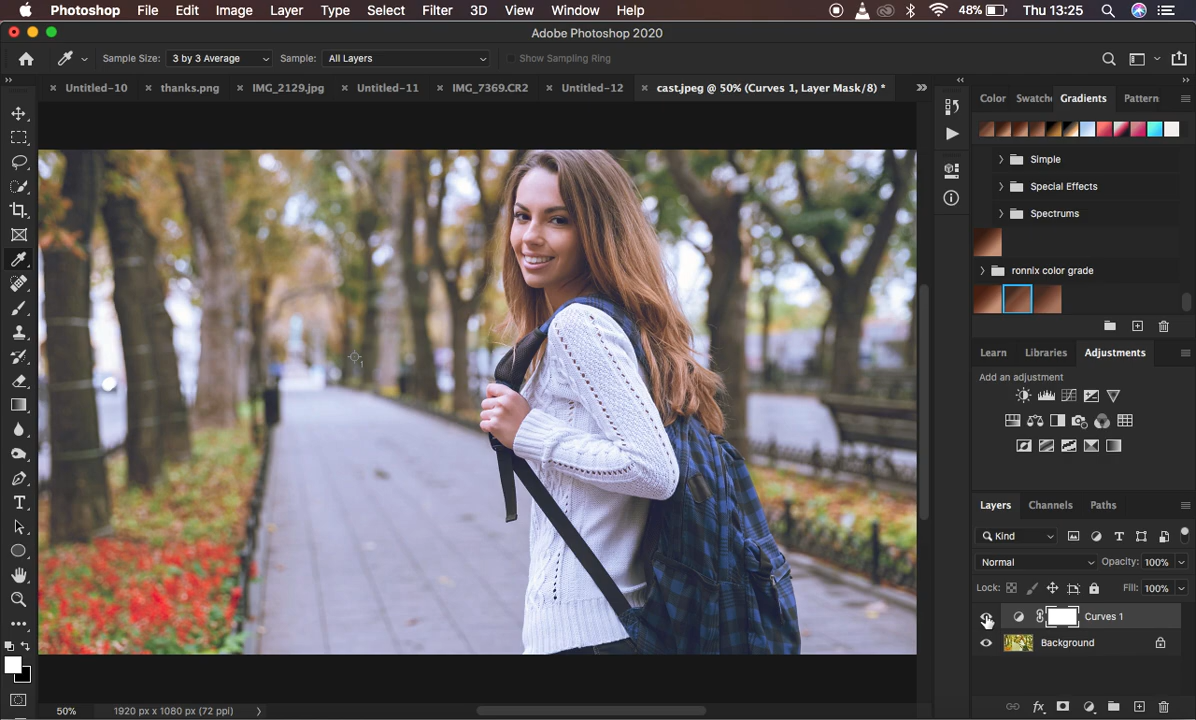 Photoshop File Edit Image Layer Type Select Filter 3D View Window Help 48% Thu 13:25
Adobe Photoshop 2020
Sample Size: 3 by 3 Average Sample: All Layers Show Sampling Ring
Untitled-10 thanks.png IMG_2129.jpg Untitled-11 IMG_7369.CR2 Untitled-12 cast.jpeg @ 50% (Curves 1, Layer Mask/8) *
Color Swatche Gradients Pattern
Simple
Special Effects
Spectrums
ronnix color grade
Learn Libraries Adjustments
Add an adjustment
Layers Channels Paths
Kind
Normal Opacity: 100%
Lock: Fill: 100%
Curves 1
Background
50% 1920 px x 1080 px (72 ppi)